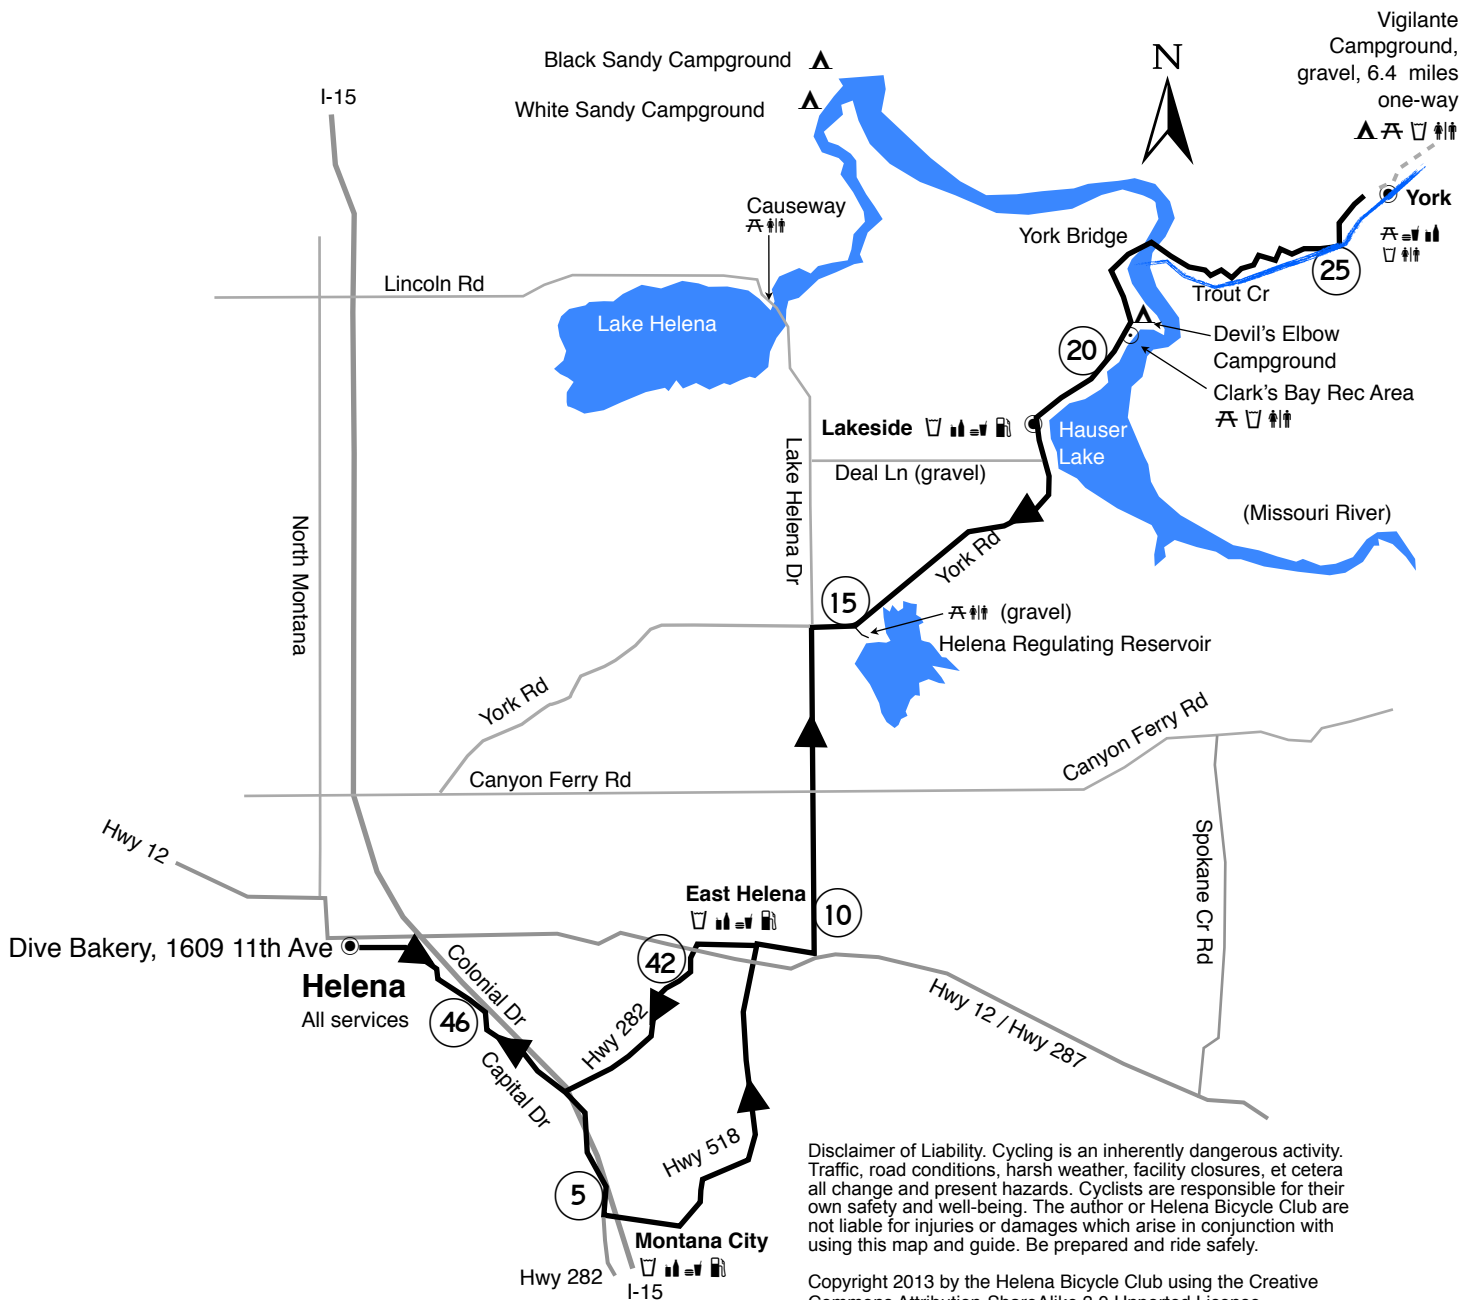 Vigilante
Campground,
gravel, 6.4 miles
one-way
Black Sandy Campground
White Sandy Campground
N
I-15
Causeway
York
York Bridge
25
Trout Cr
Lincoln Rd
Lake Helena
Devil's Elbow
Campground
20
Clark's Bay Rec Area
Lakeside
Hauser
Lake
Deal Ln (gravel)
Lake Helena Dr
(Missouri River)
North Montana
York Rd
15
(gravel)
Helena Regulating Reservoir
York Rd
Canyon Ferry Rd
Canyon Ferry Rd
Hwy 12
Spokane Cr Rd
East Helena
10
Dive Bakery, 1609 11th Ave
Helena
All services
46
Colonial Dr
42
Hwy 282
Capital Dr
Hwy 12 / Hwy 287
Hwy 518
5
Montana City
Hwy 282
I-15
Disclaimer of Liability. Cycling is an inherently dangerous activity.
Traffic, road conditions, harsh weather, facility closures, et cetera
all change and present hazards. Cyclists are responsible for their
own safety and well-being. The author or Helena Bicycle Club are
not liable for injuries or damages which arise in conjunction with
using this map and guide. Be prepared and ride safely.
Copyright 2013 by the Helena Bicycle Club using the Creative
Commons Attribution-ShareAlike 3.0 Unported License